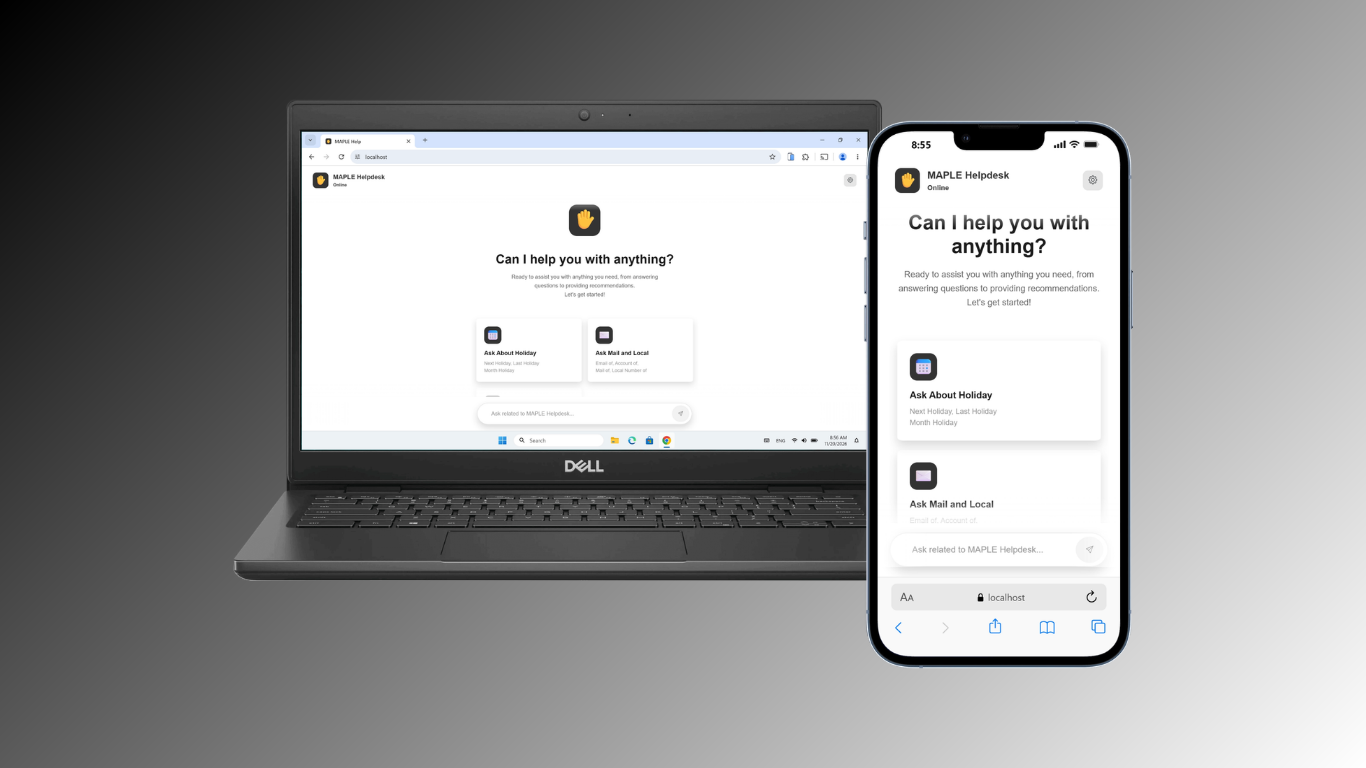 MAPLE Help
localhost
MAPLE Helpdesk
Online
Can I help you with anything?
Ready to assist you with anything you need, from answering
questions to providing recommendations.
Let's get started!
Ask About Holiday
Next Holiday, Last Holiday
Month Holiday
Ask Mail and Local
Email of, Account of
Mail of, Local Number of
Ask related to MAPLE Helpdesk...
Search
ENG
8:50 AM
DELL
8:55
MAPLE Helpdesk
Online
Can I help you with
anything?
Ready to assist you with anything you need, from
answering questions to providing recommendations.
Let's get started!
Ask About Holiday
Next Holiday, Last Holiday
Month Holiday
Ask Mail and Local
Email of, Account of,
Ask related to MAPLE Helpdesk...
AA
localhost